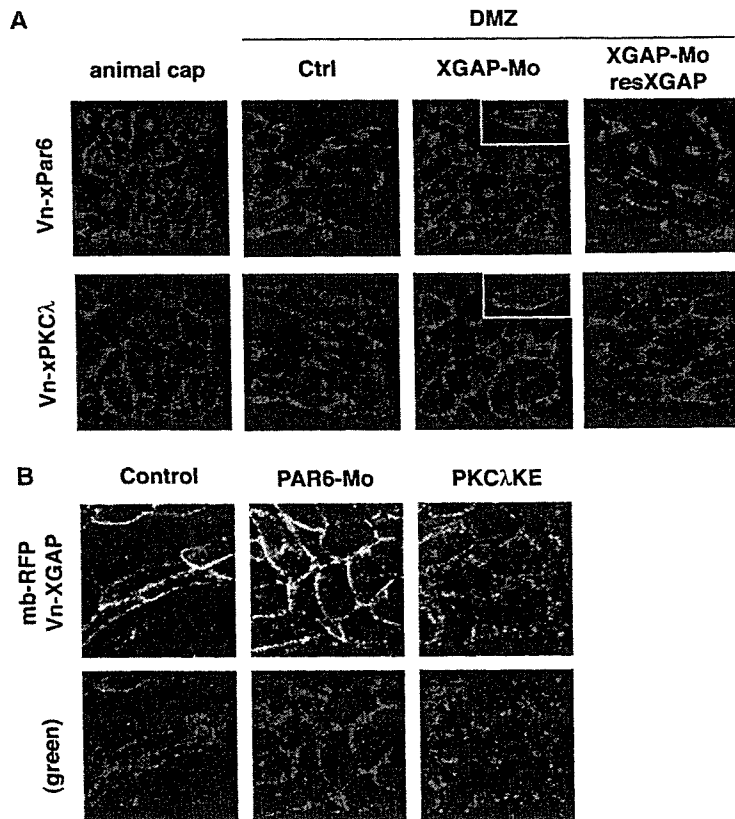 A
DMZ
animal cap
Ctrl
XGAP-Mo
XGAP-Mo
resXGAP
Vn-xPar6
Vn-xPKCλ
B
Control
PAR6-Mo
PKCλKE
mb-RFP
Vn-XGAP
(green)